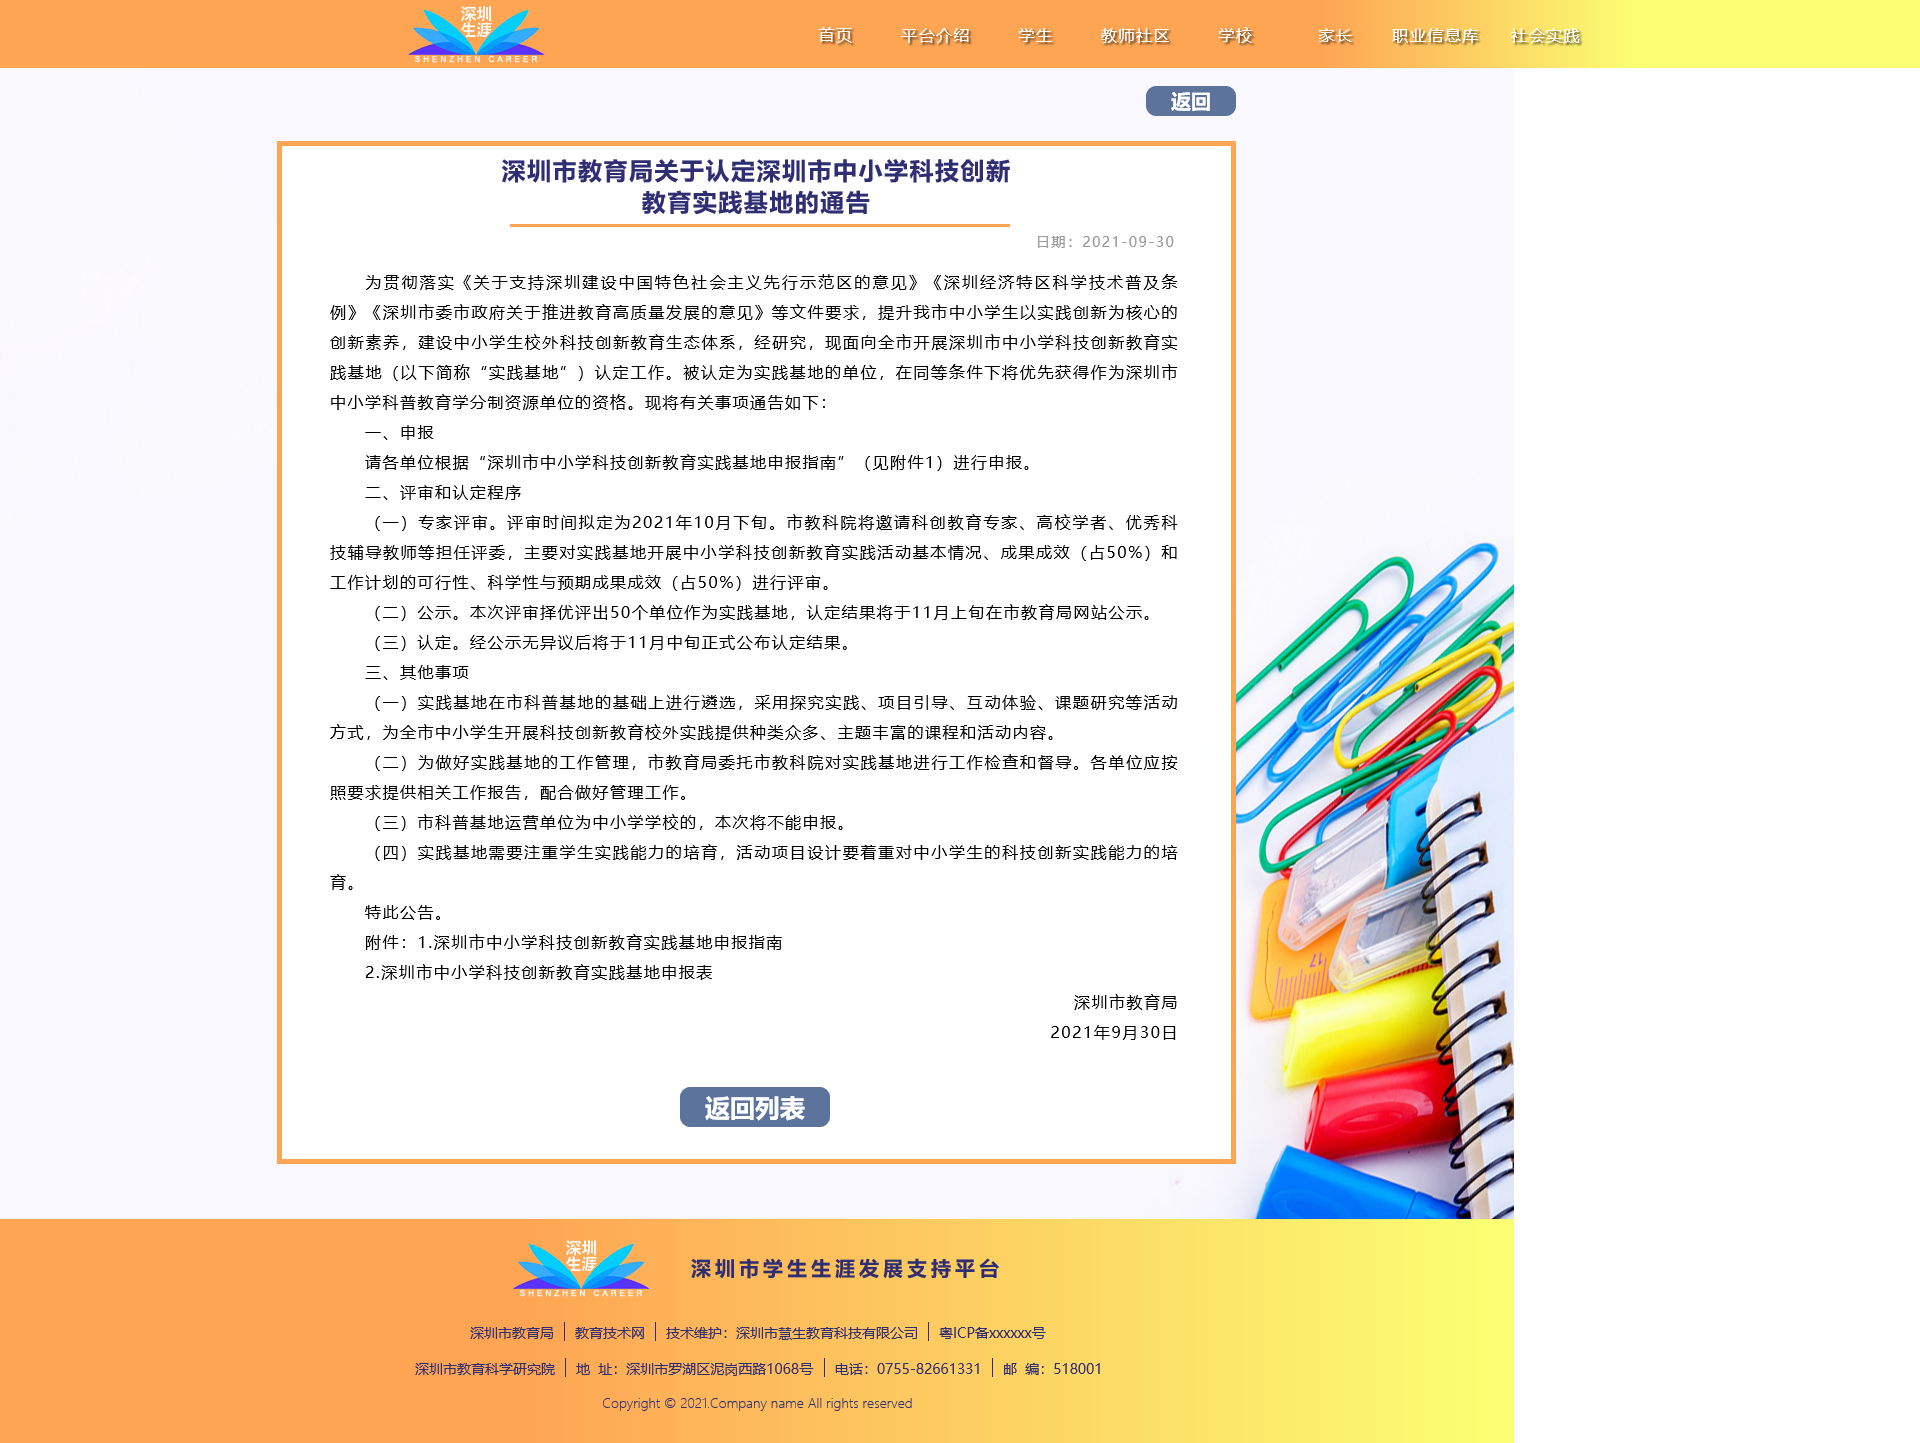 深圳
生涯
SHENZHEN CAREER
首页 平台介绍 学生 教师社区 学校 家长 职业信息库 社会实践
返回
深圳市教育局关于认定深圳市中小学科技创新
教育实践基地的通告
日期：2021-09-30
为贯彻落实《关于支持深圳建设中国特色社会主义先行示范区的意见》《深圳经济特区科学技术普及条
例》《深圳市委市政府关于推进教育高质量发展的意见》等文件要求，提升我市中小学生以实践创新为核心的
创新素养，建设中小学生校外科技创新教育生态体系，经研究，现面向全市开展深圳市中小学科技创新教育实
践基地（以下简称“实践基地”）认定工作。被认定为实践基地的单位，在同等条件下将优先获得作为深圳市
中小学科普教育学分制资源单位的资格。现将有关事项通告如下：
一、申报
请各单位根据“深圳市中小学科技创新教育实践基地申报指南”（见附件1）进行申报。
二、评审和认定程序
（一）专家评审。评审时间拟定为2021年10月下旬。市教科院将邀请科创教育专家、高校学者、优秀科
技辅导教师等担任评委，主要对实践基地开展中小学科技创新教育实践活动基本情况、成果成效（占50%）和
工作计划的可行性、科学性与预期成果成效（占50%）进行评审。
（二）公示。本次评审择优评出50个单位作为实践基地，认定结果将于11月上旬在市教育局网站公示。
（三）认定。经公示无异议后将于11月中旬正式公布认定结果。
三、其他事项
（一）实践基地在市科普基地的基础上进行遴选，采用探究实践、项目引导、互动体验、课题研究等活动
方式，为全市中小学生开展科技创新教育校外实践提供种类众多、主题丰富的课程和活动内容。
（二）为做好实践基地的工作管理，市教育局委托市教科院对实践基地进行工作检查和督导。各单位应按
照要求提供相关工作报告，配合做好管理工作。
（三）市科普基地运营单位为中小学学校的，本次将不能申报。
（四）实践基地需要注重学生实践能力的培育，活动项目设计要着重对中小学生的科技创新实践能力的培
育。
特此公告。
附件：1.深圳市中小学科技创新教育实践基地申报指南
2.深圳市中小学科技创新教育实践基地申报表
深圳市教育局
2021年9月30日
17
返回列表
深圳
生涯
SHENZHEN CAREER
深圳市学生生涯发展支持平台
深圳市教育局 教育技术网 技术维护：深圳市慧生教育科技有限公司 粤ICP备xxxxxx号
深圳市教育科学研究院 地 址：深圳市罗湖区泥岗西路1068号 电话：0755-82661331 邮 编：518001
Copyright © 2021.Company name All rights reserved